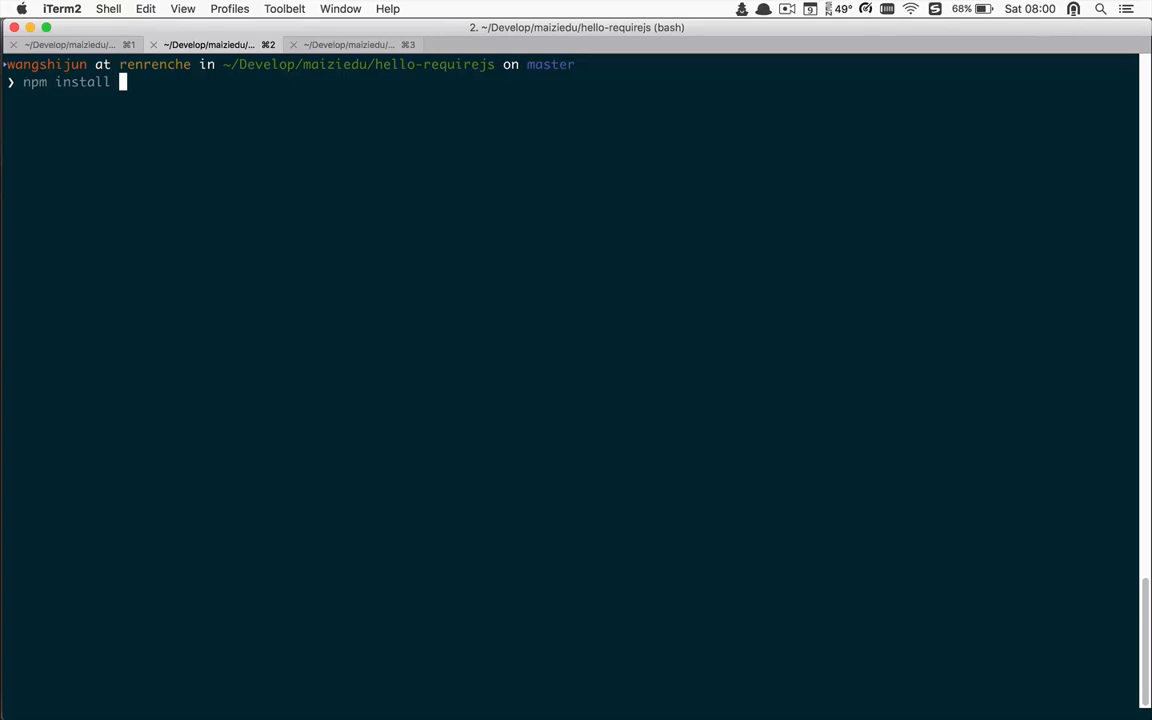 iTerm2 Shell Edit View Profiles Toolbelt Window Help 9 49° S 68% Sat 08:00
2. ~/Develop/maiziedu/hello-requirejs (bash)
~/Develop/maiziedu/... ⌘1 ~/Develop/maiziedu/... ⌘2 ~/Develop/maiziedu/... ⌘3
wangshijun at renrenche in ~/Develop/maiziedu/hello-requirejs on master
❯ npm install